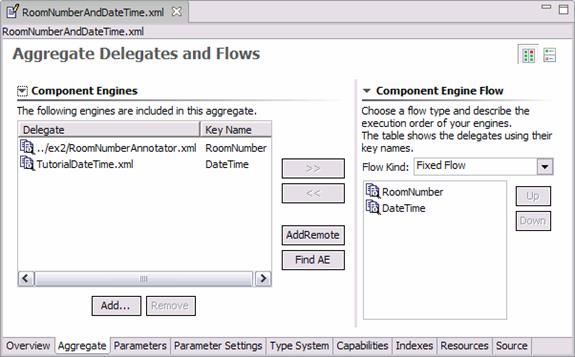 RoomNumberAndDateTime.xml
RoomNumberAndDateTime.xml
Aggregate Delegates and Flows
Component Engines
The following engines are included in this aggregate.
Delegate Key Name
../ex2/RoomNumberAnnotator.xml RoomNumber
TutorialDateTime.xml DateTime
>>
<<
AddRemote
Find AE
Add... Remove
Component Engine Flow
Choose a flow type and describe the
execution order of your engines.
The table shows the delegates using their
key names.
Flow Kind: Fixed Flow
RoomNumber
DateTime
Up
Down
Overview Aggregate Parameters Parameter Settings Type System Capabilities Indexes Resources Source